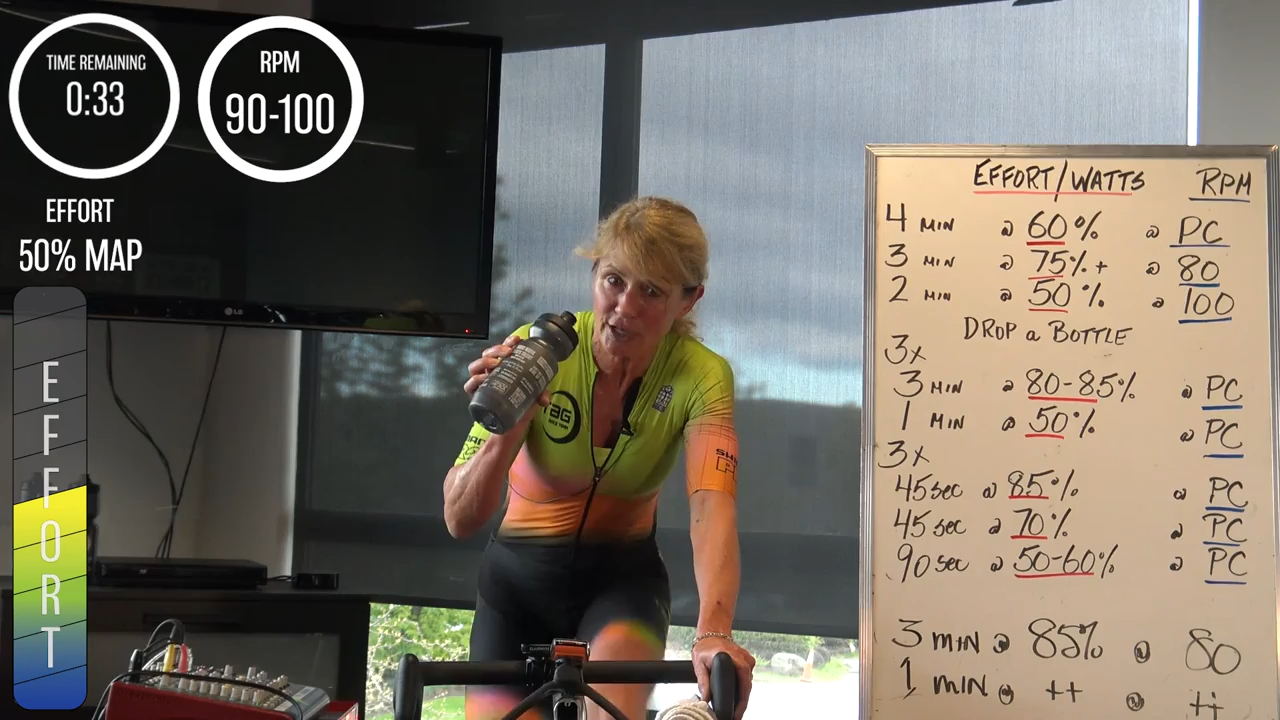 TIME REMAINING
0:33
RPM
90-100
EFFORT
50% MAP
EFFORT
LG
TAG
EFFORT/WATTS RPM
4 MIN @ 60% @ PC
3 MIN @ 75%+ @ 80
2 MIN @ 50% @ 100
DROP a BOTTLE
3x
3 MIN @ 80-85% @ PC
1 MIN @ 50% @ PC
3x
45sec @ 85% @ PC
45sec @ 70% @ PC
90sec @ 50-60% @ PC
3 MIN @ 85% @ 80
1 MIN @ ++ @ ++